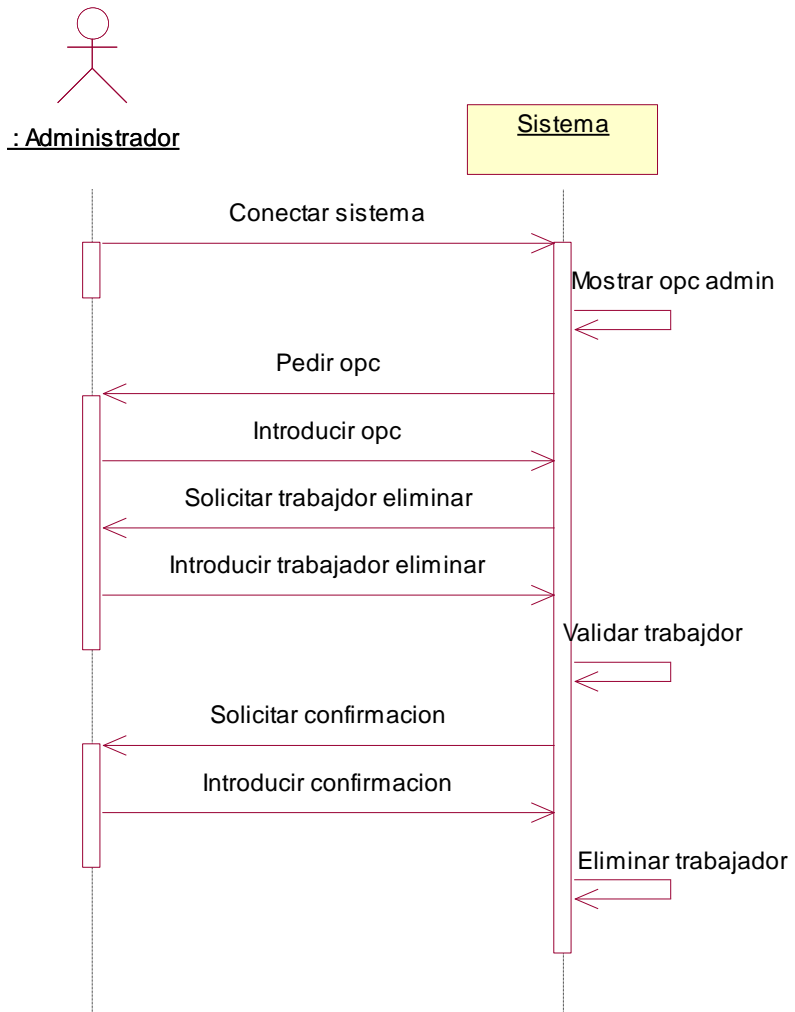 : Administrador
Sistema
Conectar sistema
Mostrar opc admin
Pedir opc
Introducir opc
Solicitar trabajdor eliminar
Introducir trabajador eliminar
Validar trabajdor
Solicitar confirmacion
Introducir confirmacion
Eliminar trabajador